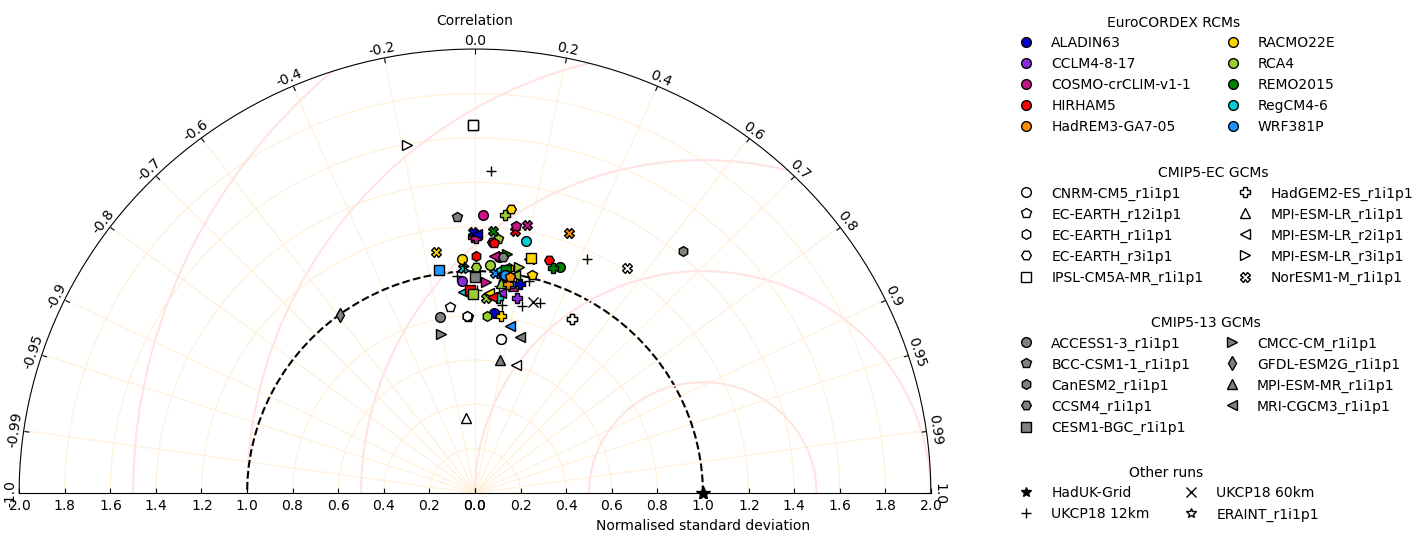 Correlation
0.0
-0.2 0.2
-0.4 0.4
-0.6 0.6
-0.7 0.7
-0.8 0.8
-0.9 0.9
-0.95 0.95
-0.99 0.99
-1.0 1.0
2.0 1.8 1.6 1.4 1.2 1.0 0.8 0.6 0.4 0.2 0.0 0.2 0.4 0.6 0.8 1.0 1.2 1.4 1.6 1.8 2.0
Normalised standard deviation
EuroCORDEX RCMs
ALADIN63 RACMO22E
CCLM4-8-17 RCA4
COSMO-crCLIM-v1-1 REMO2015
HIRHAM5 RegCM4-6
HadREM3-GA7-05 WRF381P
CMIP5-EC GCMs
CNRM-CM5_r1i1p1 HadGEM2-ES_r1i1p1
EC-EARTH_r12i1p1 MPI-ESM-LR_r1i1p1
EC-EARTH_r1i1p1 MPI-ESM-LR_r2i1p1
EC-EARTH_r3i1p1 MPI-ESM-LR_r3i1p1
IPSL-CM5A-MR_r1i1p1 NorESM1-M_r1i1p1
CMIP5-13 GCMs
ACCESS1-3_r1i1p1 CMCC-CM_r1i1p1
BCC-CSM1-1_r1i1p1 GFDL-ESM2G_r1i1p1
CanESM2_r1i1p1 MPI-ESM-MR_r1i1p1
CCSM4_r1i1p1 MRI-CGCM3_r1i1p1
CESM1-BGC_r1i1p1
Other runs
HadUK-Grid UKCP18 60km
UKCP18 12km ERAINT_r1i1p1